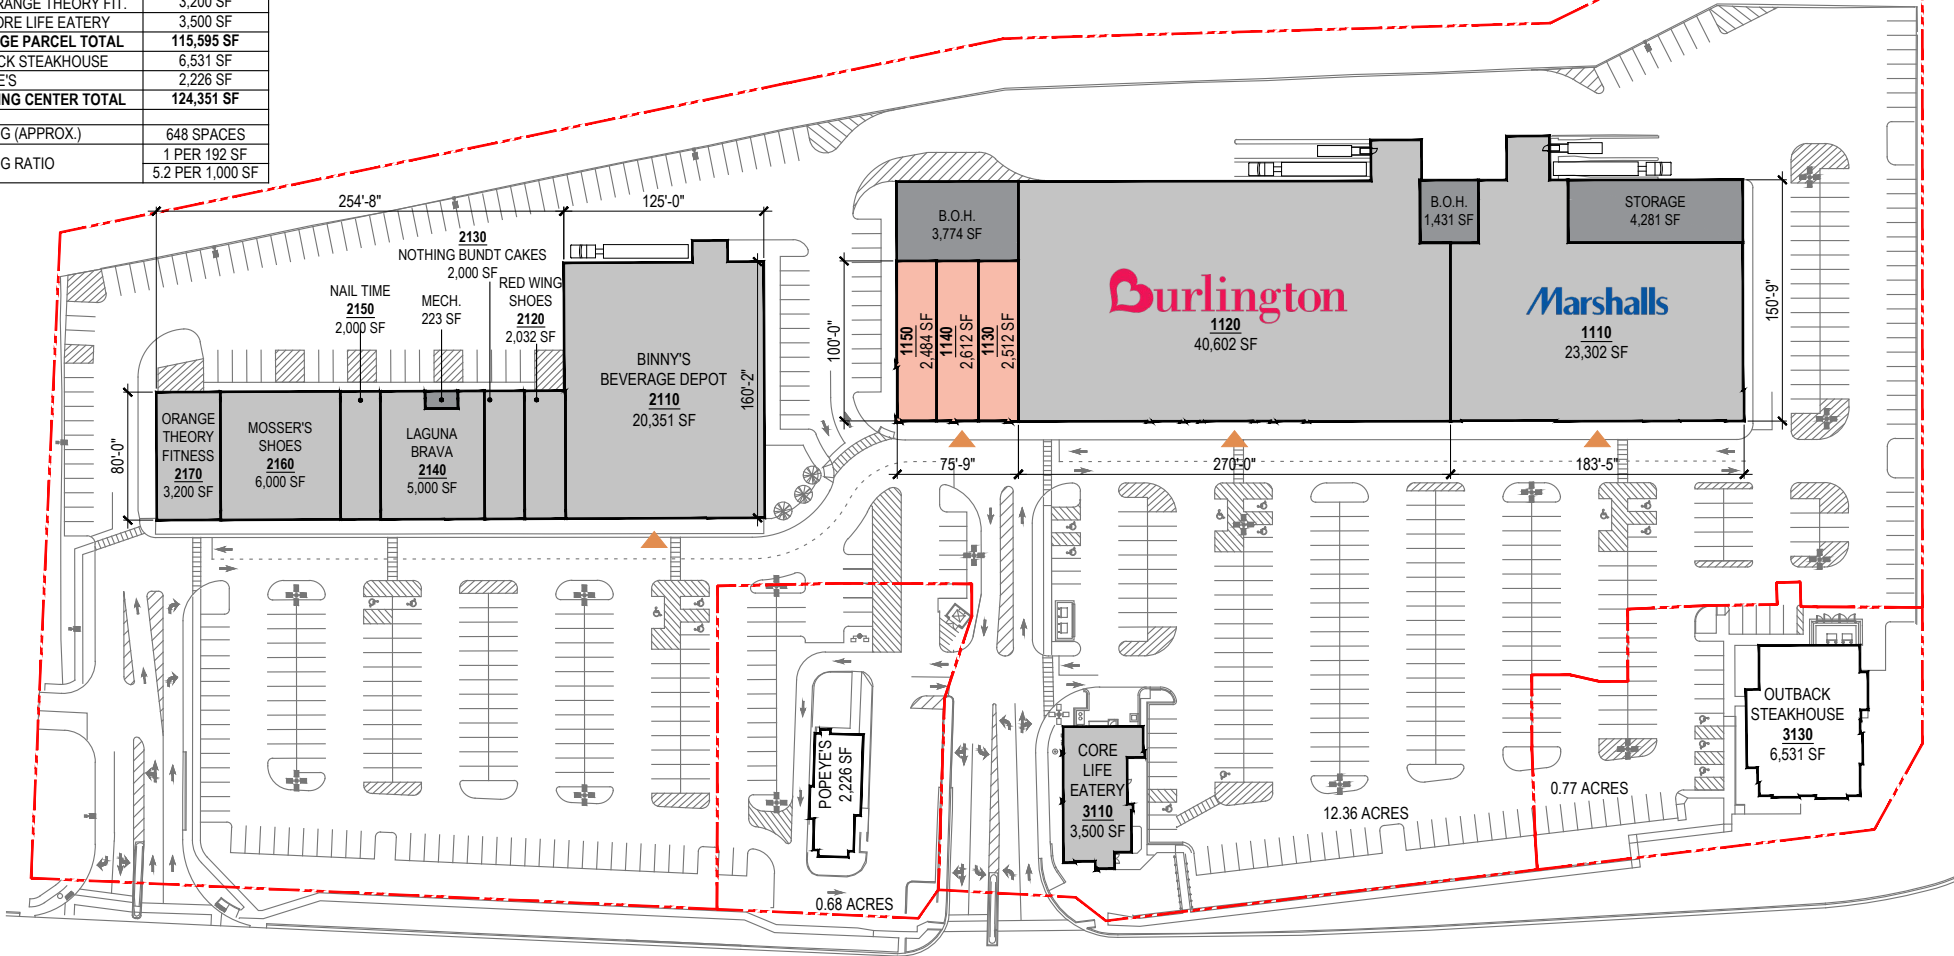 RANGE THEORY FIT. 3,200 SF
ORE LIFE EATERY 3,500 SF
GE PARCEL TOTAL 115,595 SF
CK STEAKHOUSE 6,531 SF
E'S 2,226 SF
ING CENTER TOTAL 124,351 SF
G (APPROX.) 648 SPACES
G RATIO 1 PER 192 SF
5.2 PER 1,000 SF
254'-8"
125'-0"
2130
NOTHING BUNDT CAKES
2,000 SF
NAIL TIME
2150
2,000 SF
MECH.
223 SF
RED WING
SHOES
2120
2,032 SF
BINNY'S
BEVERAGE DEPOT
2110
20,351 SF
160'-2"
80'-0"
ORANGE
THEORY
FITNESS
2170
3,200 SF
MOSSER'S
SHOES
2160
6,000 SF
LAGUNA
BRAVA
2140
5,000 SF
B.O.H.
3,774 SF
100'-0"
1150
2,484 SF
1140
2,612 SF
1130
2,512 SF
Burlington
1120
40,602 SF
B.O.H.
1,431 SF
STORAGE
4,281 SF
Marshalls
1110
23,302 SF
150'-9"
75'-9"
270'-0"
183'-5"
POPEYE'S
2,226 SF
0.68 ACRES
CORE
LIFE
EATERY
3110
3,500 SF
12.36 ACRES
0.77 ACRES
OUTBACK
STEAKHOUSE
3130
6,531 SF